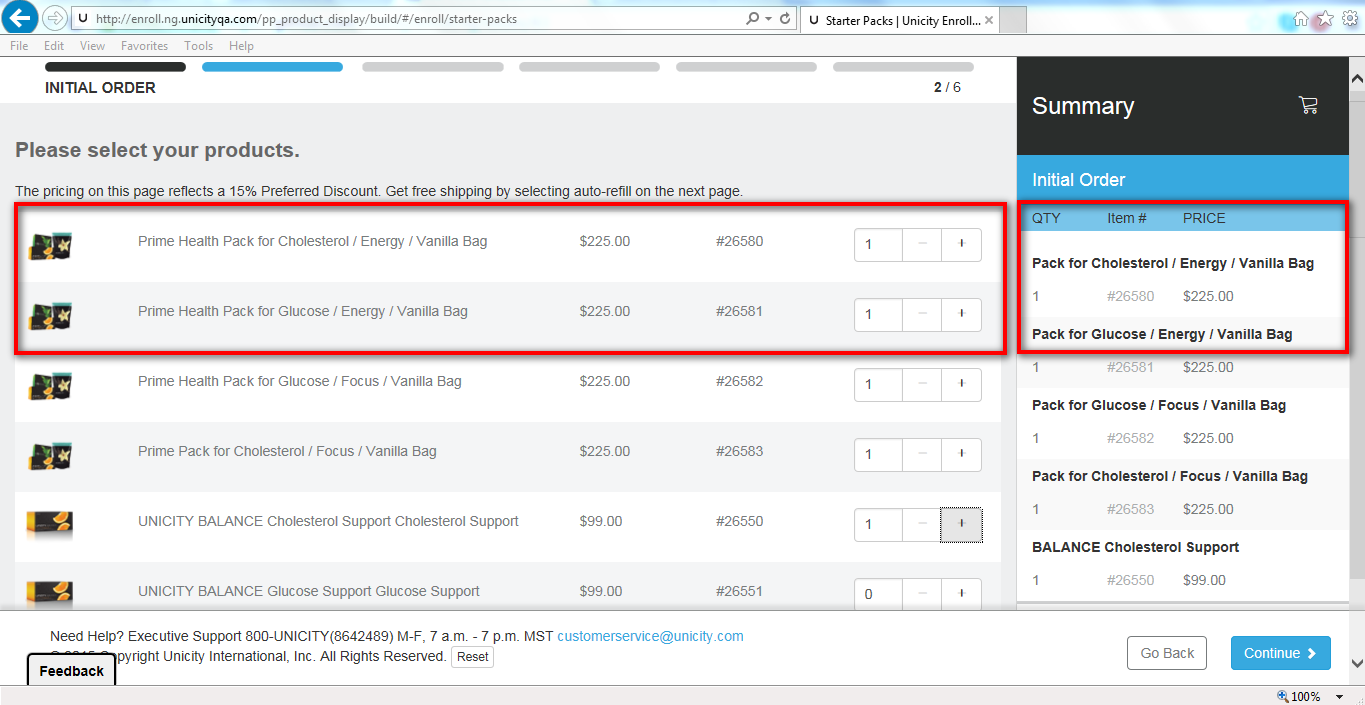 http://enroll.ng.unicityqa.com/pp_product_display/build/#/enroll/starter-packs
Starter Packs | Unicity Enroll...
File Edit View Favorites Tools Help
INITIAL ORDER 2 / 6
Please select your products.
The pricing on this page reflects a 15% Preferred Discount. Get free shipping by selecting auto-refill on the next page.
Prime Health Pack for Cholesterol / Energy / Vanilla Bag $225.00 #26580 1 − +
Prime Health Pack for Glucose / Energy / Vanilla Bag $225.00 #26581 1 − +
Prime Health Pack for Glucose / Focus / Vanilla Bag $225.00 #26582 1 − +
Prime Pack for Cholesterol / Focus / Vanilla Bag $225.00 #26583 1 − +
UNICITY BALANCE Cholesterol Support Cholesterol Support $99.00 #26550 1 − +
UNICITY BALANCE Glucose Support Glucose Support $99.00 #26551 0 − +
Summary
Initial Order
QTY Item # PRICE
Pack for Cholesterol / Energy / Vanilla Bag
1 #26580 $225.00
Pack for Glucose / Energy / Vanilla Bag
1 #26581 $225.00
Pack for Glucose / Focus / Vanilla Bag
1 #26582 $225.00
Pack for Cholesterol / Focus / Vanilla Bag
1 #26583 $225.00
BALANCE Cholesterol Support
1 #26550 $99.00
Need Help? Executive Support 800-UNICITY(8642489) M-F, 7 a.m. - 7 p.m. MST customerservice@unicity.com
Copyright Unicity International, Inc. All Rights Reserved. Reset
Feedback
Go Back
Continue
100%